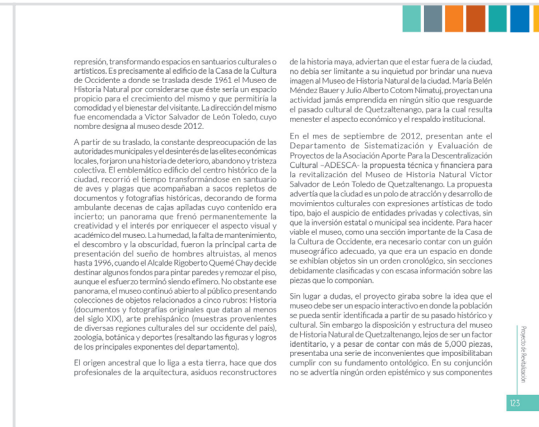 represión, transformando espacios en santuarios culturales o
artísticos. Es precisamente al edificio de la Casa de la Cultura
de Occidente a donde se traslada desde 1961 el Museo de
Historia Natural por considerarse que éste sería un espacio
propicio para el crecimiento del mismo y que permitiría la
comodidad y el bienestar del visitante. La dirección del mismo
fue encomendada a Víctor Salvador de León Toledo, cuyo
nombre designa al museo desde 2012.
A partir de su traslado, la constante despreocupación de las
autoridades municipales y el desinterés de las elites económicas
locales, forjaron una historia de deterioro, abandono y tristeza
colectiva. El emblemático edificio del centro histórico de la
ciudad, recorrió el tiempo transformándose en santuario
de aves y plagas que acompañaban a sacos repletos de
documentos y fotografías históricas, decorando de forma
ambulante decenas de cajas apiladas cuyo contenido era
incierto; un panorama que frenó permanentemente la
creatividad y el interés por enriquecer el aspecto visual y
académico del museo. La humedad, la falta de mantenimiento,
el descombro y la obscuridad, fueron la principal carta de
presentación del sueño de hombres altruistas, al menos
hasta 1996, cuando el Alcalde Rigoberto Quemé Chay decide
destinar algunos fondos para pintar paredes y remozar el piso,
aunque el esfuerzo terminó siendo efímero. No obstante ese
panorama, el museo continuó abierto al público presentando
colecciones de objetos relacionados a cinco rubros: Historia
(documentos y fotografías originales que datan al menos
del siglo XIX), arte prehispánico (muestras provenientes
de diversas regiones culturales del sur occidente del país),
zoología, botánica y deportes (resaltando las figuras y logros
de los principales exponentes del departamento).
El origen ancestral que lo liga a esta tierra, hace que dos
profesionales de la arquitectura, asiduos reconstructores
de la historia maya, adviertan que el estar fuera de la ciudad,
no debía ser limitante a su inquietud por brindar una nueva
imagen al Museo de Historia Natural de la ciudad. María Belén
Méndez Bauer y Julio Alberto Cotom Nimatuj, proyectan una
actividad jamás emprendida en ningún sitio que resguarde
el pasado cultural de Quetzaltenango, para la cual resulta
menester el aspecto económico y el respaldo institucional.
En el mes de septiembre de 2012, presentan ante el
Departamento de Sistematización y Evaluación de
Proyectos de la Asociación Aporte Para la Descentralización
Cultural –ADESCA- la propuesta técnica y financiera para
la revitalización del Museo de Historia Natural Víctor
Salvador de León Toledo de Quetzaltenango. La propuesta
advertía que la ciudad es un polo de atracción y desarrollo de
movimientos culturales con expresiones artísticas de todo
tipo, bajo el auspicio de entidades privadas y colectivas, sin
que la inversión estatal o municipal sea incidente. Para hacer
viable el museo, como una sección importante de la Casa de
la Cultura de Occidente, era necesario contar con un guión
museográfico adecuado, ya que era un espacio en donde
se exhibían objetos sin un orden cronológico, sin secciones
debidamente clasificadas y con escasa información sobre las
piezas que lo componían.
Sin lugar a dudas, el proyecto giraba sobre la idea que el
museo debe ser un espacio interactivo en donde la población
se pueda sentir identificada a partir de su pasado histórico y
cultural. Sin embargo la disposición y estructura del museo
de Historia Natural de Quetzaltenango, lejos de ser un factor
identitario, y a pesar de contar con más de 5,000 piezas,
presentaba una serie de inconvenientes que imposibilitaban
cumplir con su fundamento ontológico. En su conjunción
no se advertía ningún orden epistémico y sus componentes
Proyecto de Revitalización
123